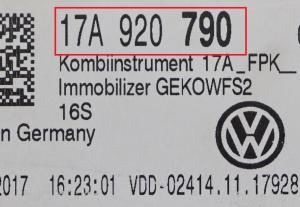 17A 920 790
Kombiinstrument 17A_FPK_
Immobilizer GEKOWFS2
16S
n Germany
2017 16:23:01 VDD-02414.11.17928